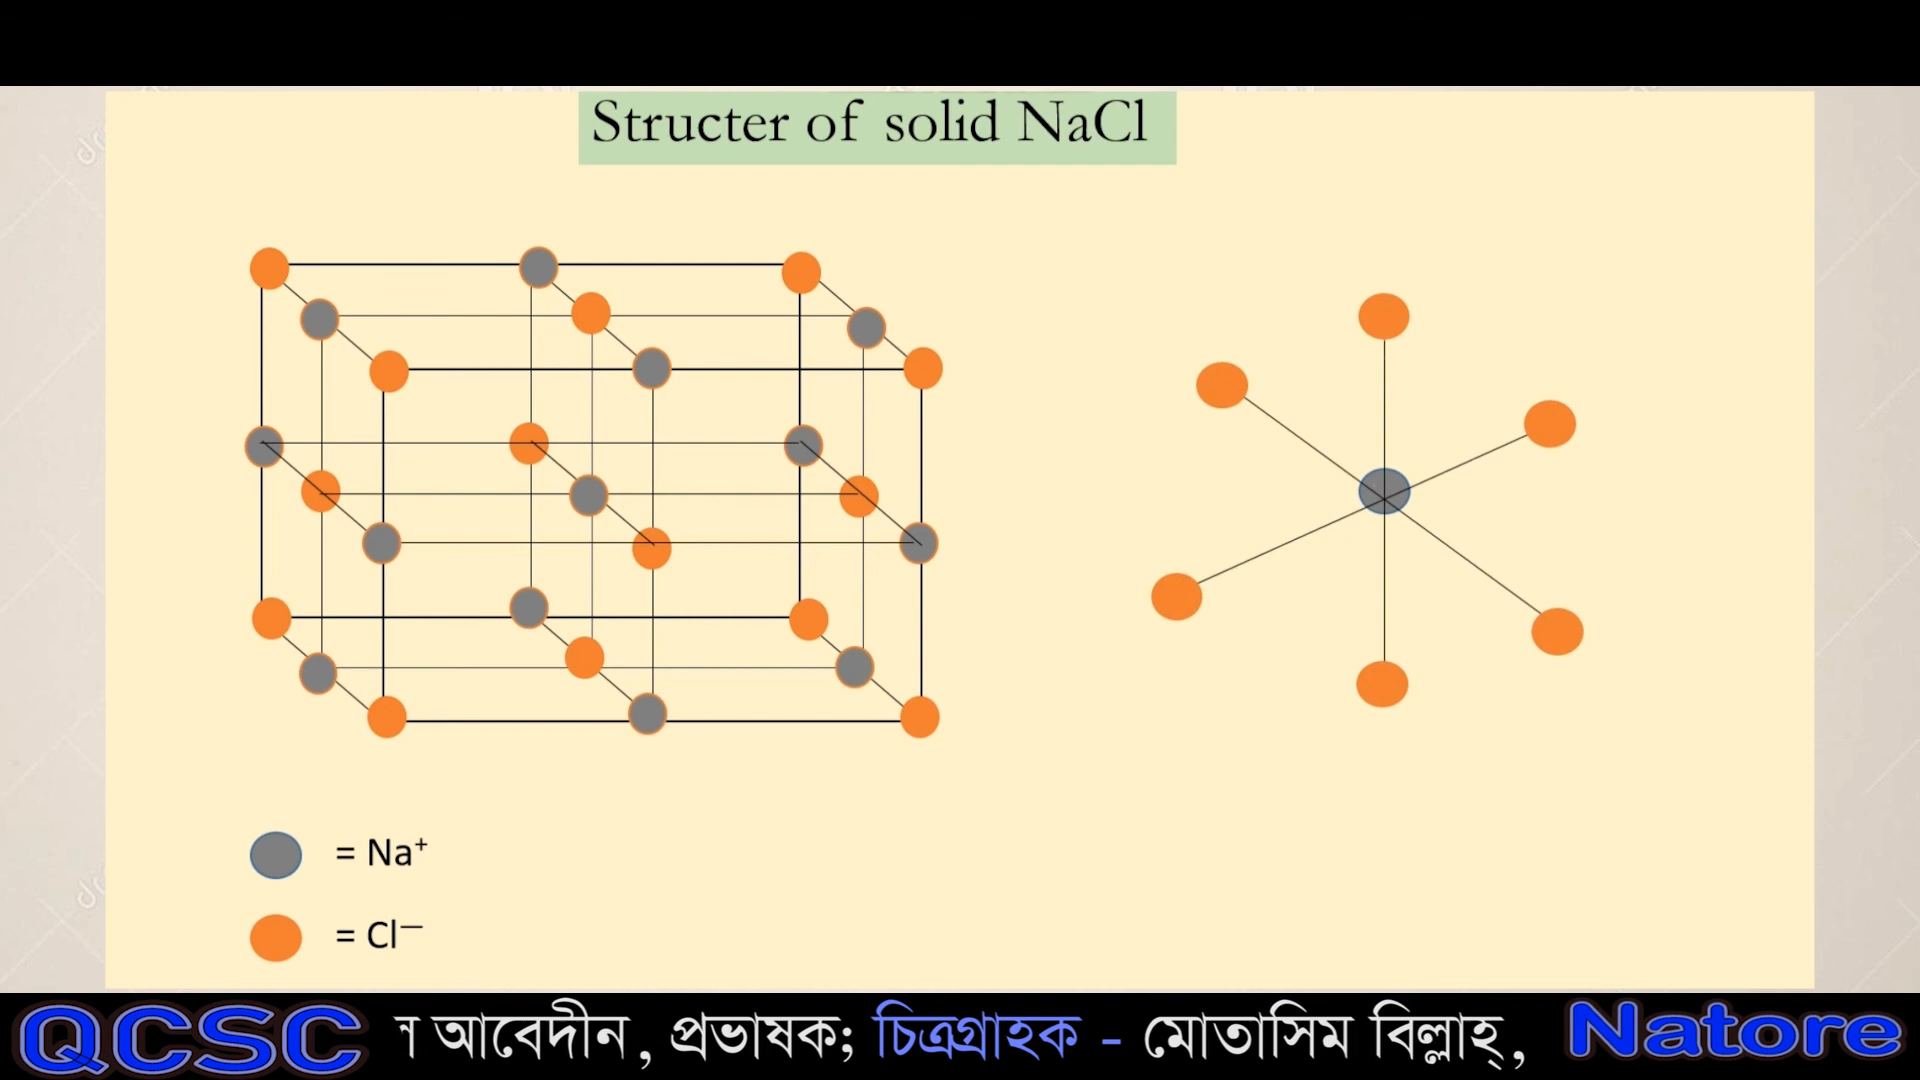 Structer of solid NaCl
= Na⁺
= Cl⁻
QCSC া আবেদীন, প্রভাষক; চিত্রগ্রাহক - মোতাসিম বিল্লাহ্, Natore